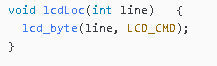 void lcdLoc(int line)   {
  lcd_byte(line, LCD_CMD);
}